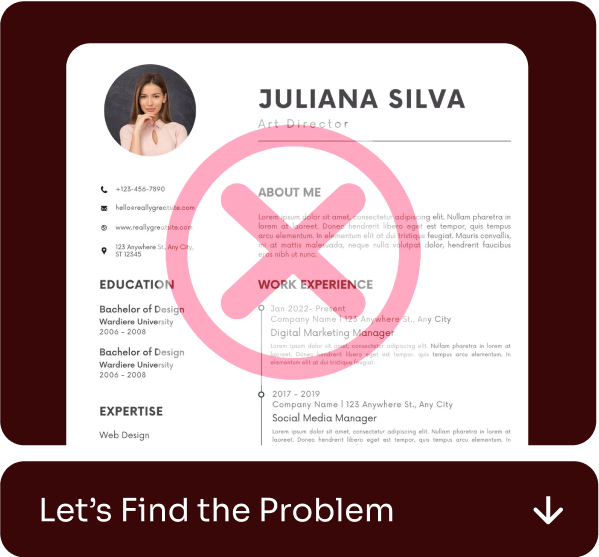 JULIANA SILVA
Art Director
+123-456-7890
hello@reallygreatsite.com
www.reallygreatsite.com
123 Anywhere St., Any City,
ST 12345
EDUCATION
Bachelor of Design
Wardiere University
2006 - 2008
Bachelor of Design
Wardiere University
2006 - 2008
EXPERTISE
Web Design
ABOUT ME
Lorem ipsum dolor sit amet, consectetur adipiscing elit. Nullam pharetra in
lorem at laoreet. Donec hendrerit libero eget est tempor, quis tempus
arcu elementum. In elementum elit at dui tristique feugiat. Mauris convallis,
mi at mattis malesuada, neque nulla volutpat dolor, hendrerit faucibus
eros nibh ut nunc.
WORK EXPERIENCE
Jan 2022- Present
Company Name | 123 Anywhere St., Any City
Digital Marketing Manager
Lorem ipsum dolor sit amet, consectetur adipiscing elit. Nullam pharetra in lorem at
laoreet. Donec hendrerit libero eget est tempor, quis tempus arcu elementum. In
elementum elit at dui tristique feugiat.
2017 - 2019
Company Name | 123 Anywhere St., Any City
Social Media Manager
Lorem ipsum dolor sit amet, consectetur adipiscing elit. Nullam pharetra in lorem at
laoreet. Donec hendrerit libero eget est tempor, quis tempus arcu elementum. In
Let's Find the Problem